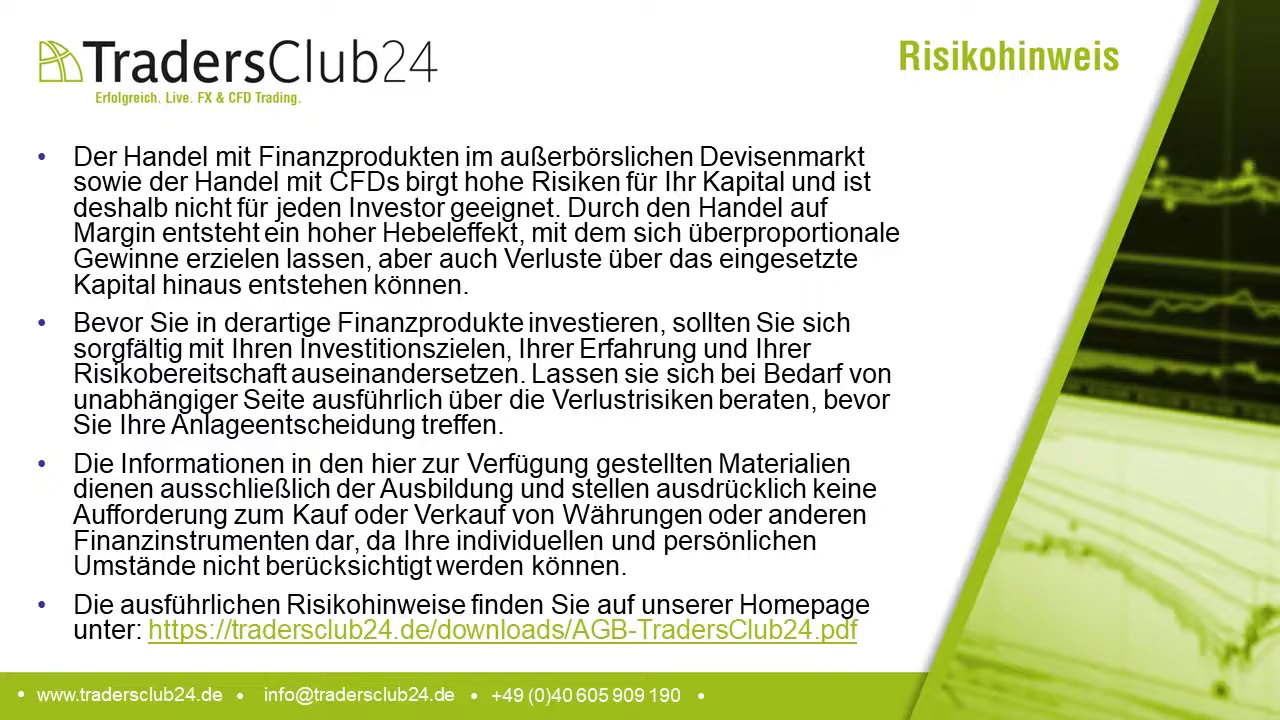 TradersClub24
Erfolgreich. Live. FX & CFD Trading.
Risikohinweis
• Der Handel mit Finanzprodukten im außerbörslichen Devisenmarkt
sowie der Handel mit CFDs birgt hohe Risiken für Ihr Kapital und ist
deshalb nicht für jeden Investor geeignet. Durch den Handel auf
Margin entsteht ein hoher Hebeleffekt, mit dem sich überproportionale
Gewinne erzielen lassen, aber auch Verluste über das eingesetzte
Kapital hinaus entstehen können.
• Bevor Sie in derartige Finanzprodukte investieren, sollten Sie sich
sorgfältig mit Ihren Investitionszielen, Ihrer Erfahrung und Ihrer
Risikobereitschaft auseinandersetzen. Lassen sie sich bei Bedarf von
unabhängiger Seite ausführlich über die Verlustrisiken beraten, bevor
Sie Ihre Anlageentscheidung treffen.
• Die Informationen in den hier zur Verfügung gestellten Materialien
dienen ausschließlich der Ausbildung und stellen ausdrücklich keine
Aufforderung zum Kauf oder Verkauf von Währungen oder anderen
Finanzinstrumenten dar, da Ihre individuellen und persönlichen
Umstände nicht berücksichtigt werden können.
• Die ausführlichen Risikohinweise finden Sie auf unserer Homepage
unter: https://tradersclub24.de/downloads/AGB-TradersClub24.pdf
• www.tradersclub24.de • info@tradersclub24.de • +49 (0)40 605 909 190 •